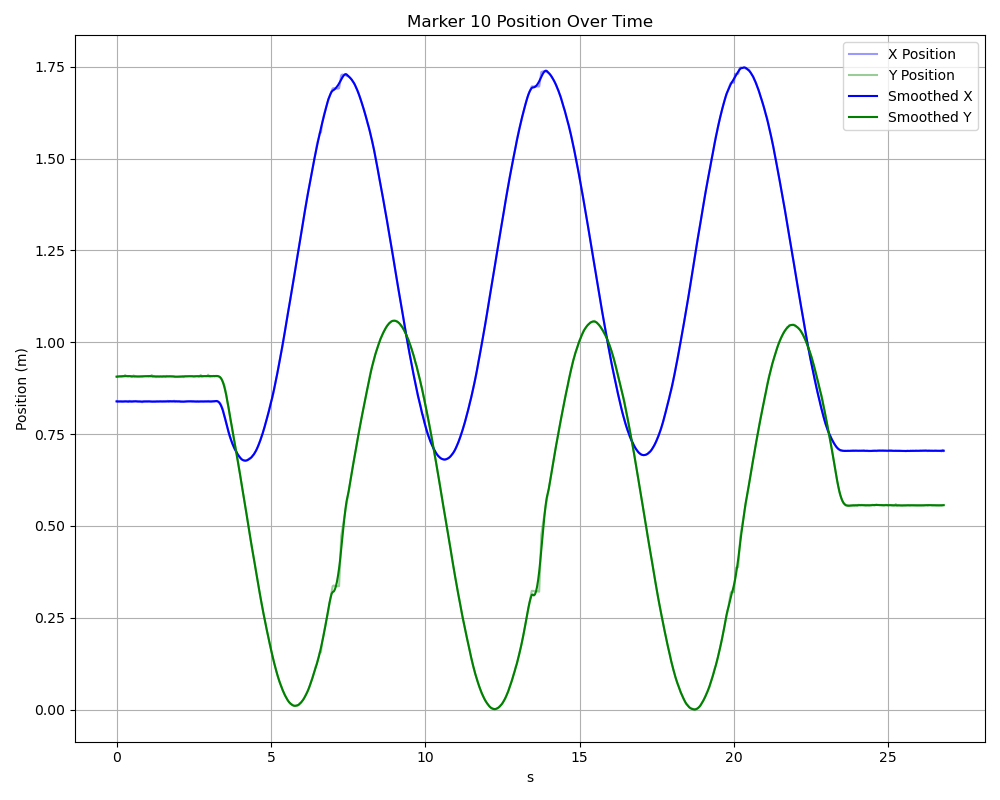 Marker 10 Position Over Time
X Position
Y Position
Smoothed X
Smoothed Y
Position (m)
1.75
1.50
1.25
1.00
0.75
0.50
0.25
0.00
0 5 10 15 20 25
s